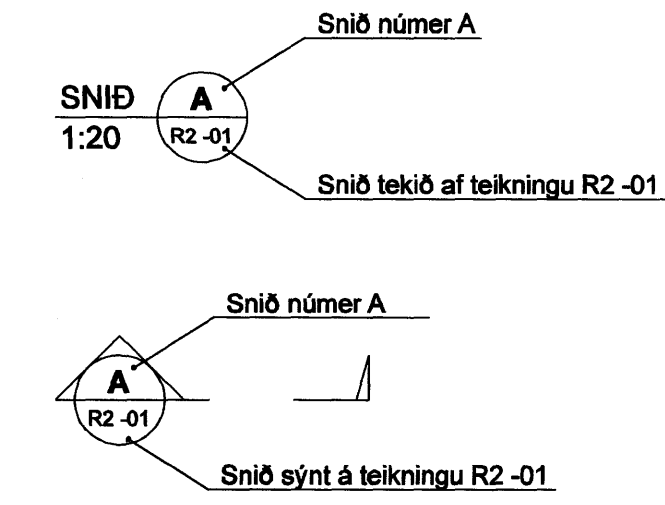 Snið númer A
SNIÐ
A
1:20
R2 -01
Snið tekið af teikningu R2 -01
Snið númer A
A
R2 -01
Snið sýnt á teikningu R2 -01